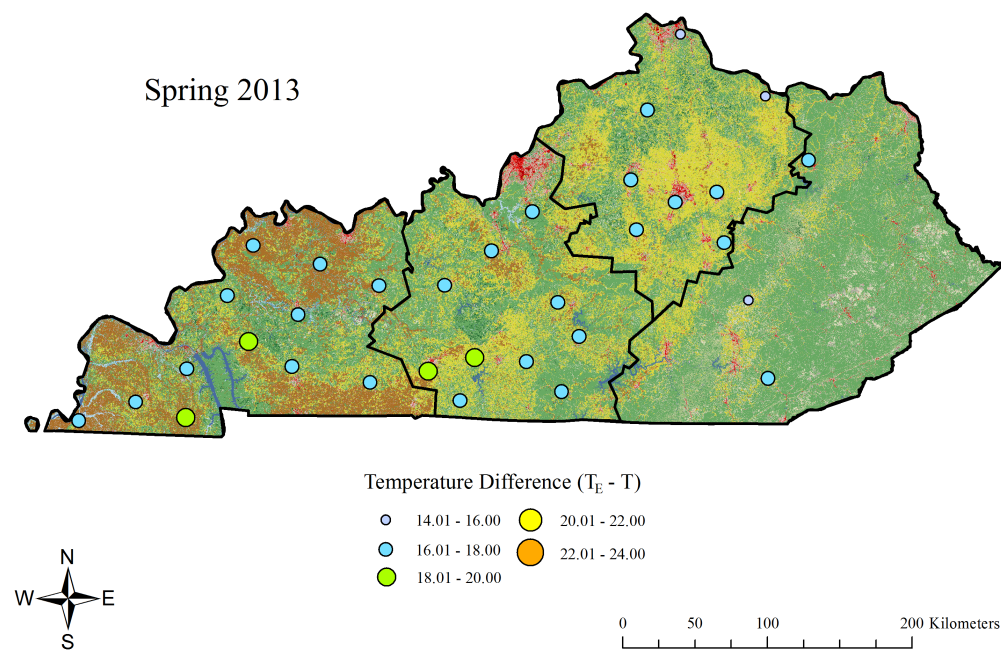 Spring 2013
Temperature Difference (TE - T)
14.01 - 16.00
16.01 - 18.00
18.01 - 20.00
20.01 - 22.00
22.01 - 24.00
N
W E
S
0 50 100 200 Kilometers